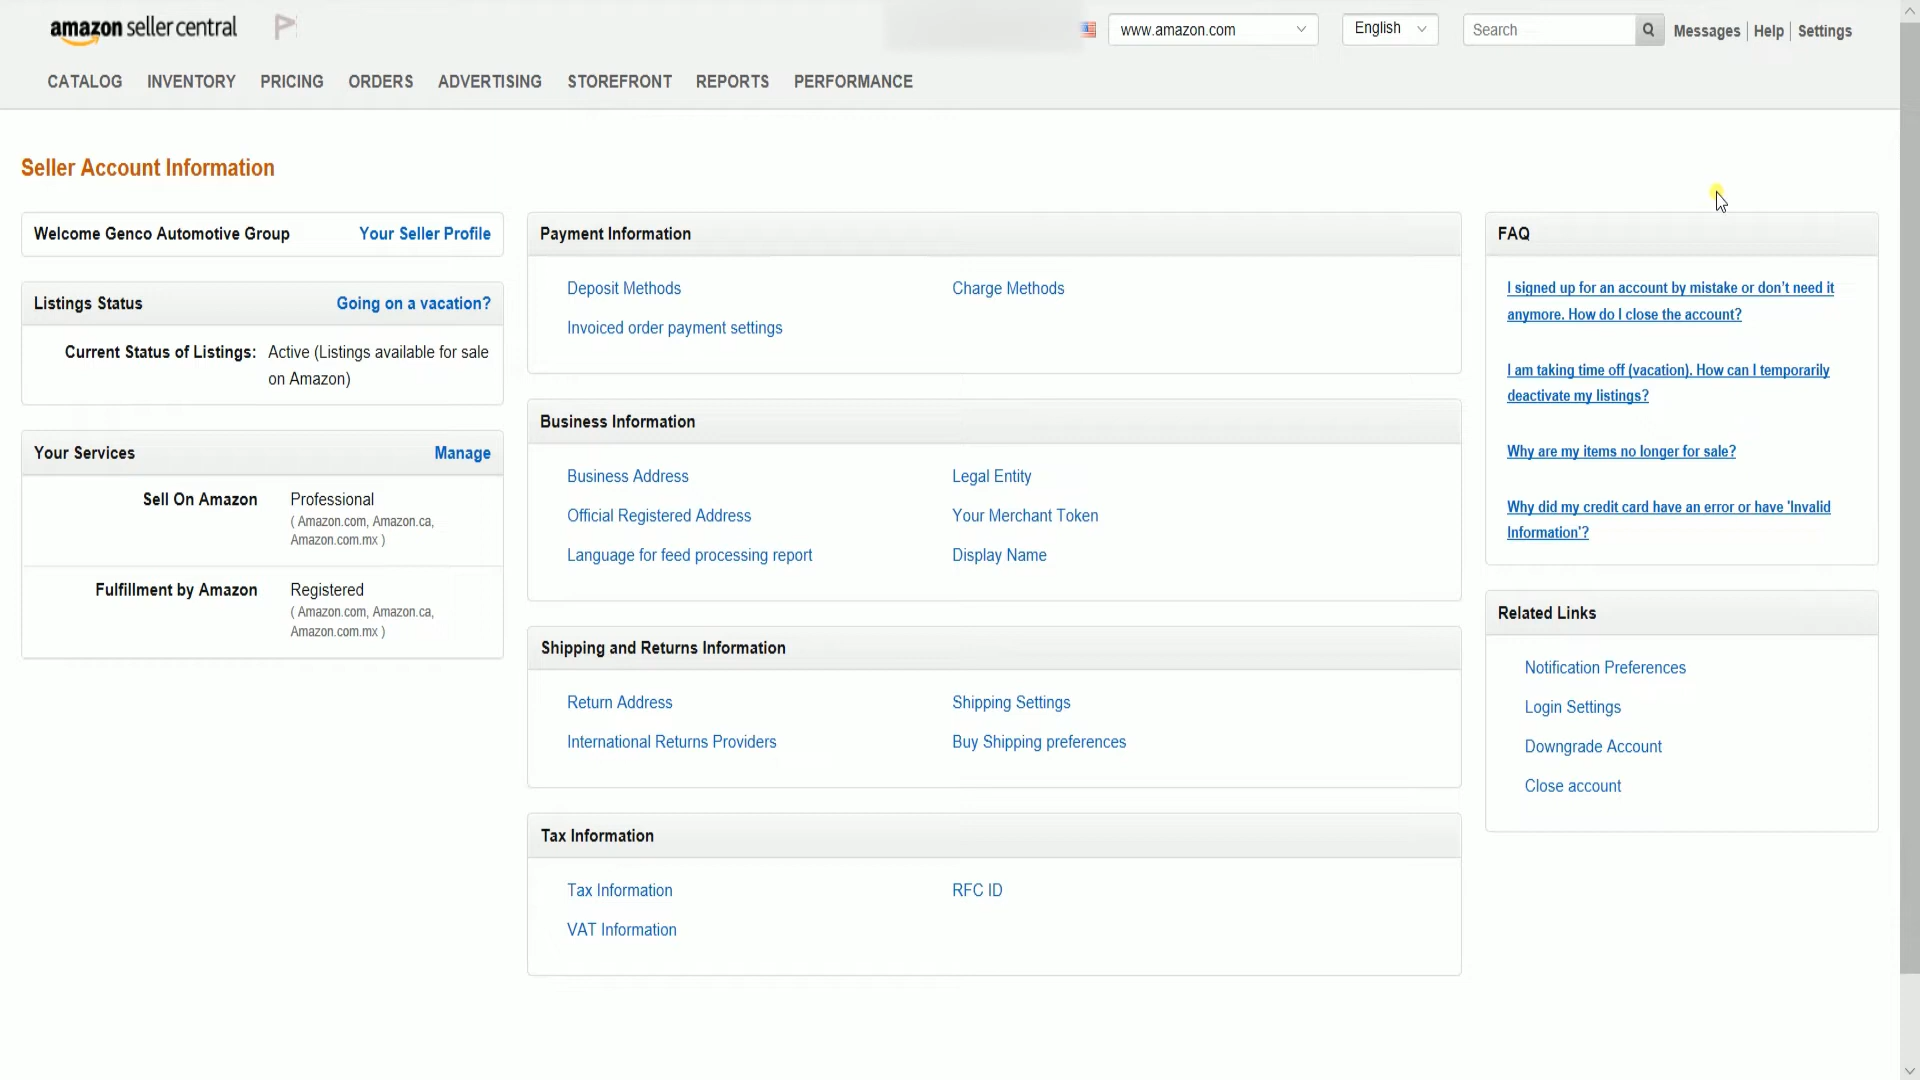 amazon seller central
www.amazon.com
English
Search
Messages | Help | Settings
CATALOG INVENTORY PRICING ORDERS ADVERTISING STOREFRONT REPORTS PERFORMANCE
Seller Account Information
Welcome Genco Automotive Group Your Seller Profile
Listings Status Going on a vacation?
Current Status of Listings: Active (Listings available for sale
on Amazon)
Your Services Manage
Sell On Amazon Professional
( Amazon.com, Amazon.ca,
Amazon.com.mx )
Fulfillment by Amazon Registered
( Amazon.com, Amazon.ca,
Amazon.com.mx )
Payment Information
Deposit Methods Charge Methods
Invoiced order payment settings
Business Information
Business Address Legal Entity
Official Registered Address Your Merchant Token
Language for feed processing report Display Name
Shipping and Returns Information
Return Address Shipping Settings
International Returns Providers Buy Shipping preferences
Tax Information
Tax Information RFC ID
VAT Information
FAQ
I signed up for an account by mistake or don't need it
anymore. How do I close the account?
I am taking time off (vacation). How can I temporarily
deactivate my listings?
Why are my items no longer for sale?
Why did my credit card have an error or have 'Invalid
Information'?
Related Links
Notification Preferences
Login Settings
Downgrade Account
Close account